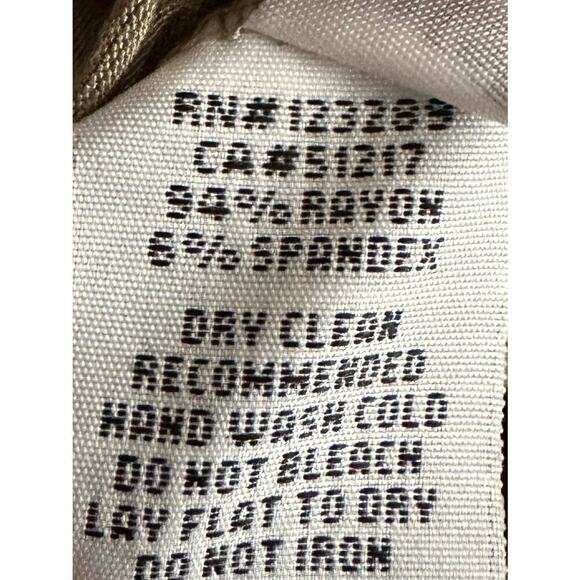 RN#123289
CA#51217
94% RAYON
6% SPANDEX
DRY CLEAN
RECOMMENDED
HAND WASH COLD
DO NOT BLEACH
LAY FLAT TO DRY
DO NOT IRON